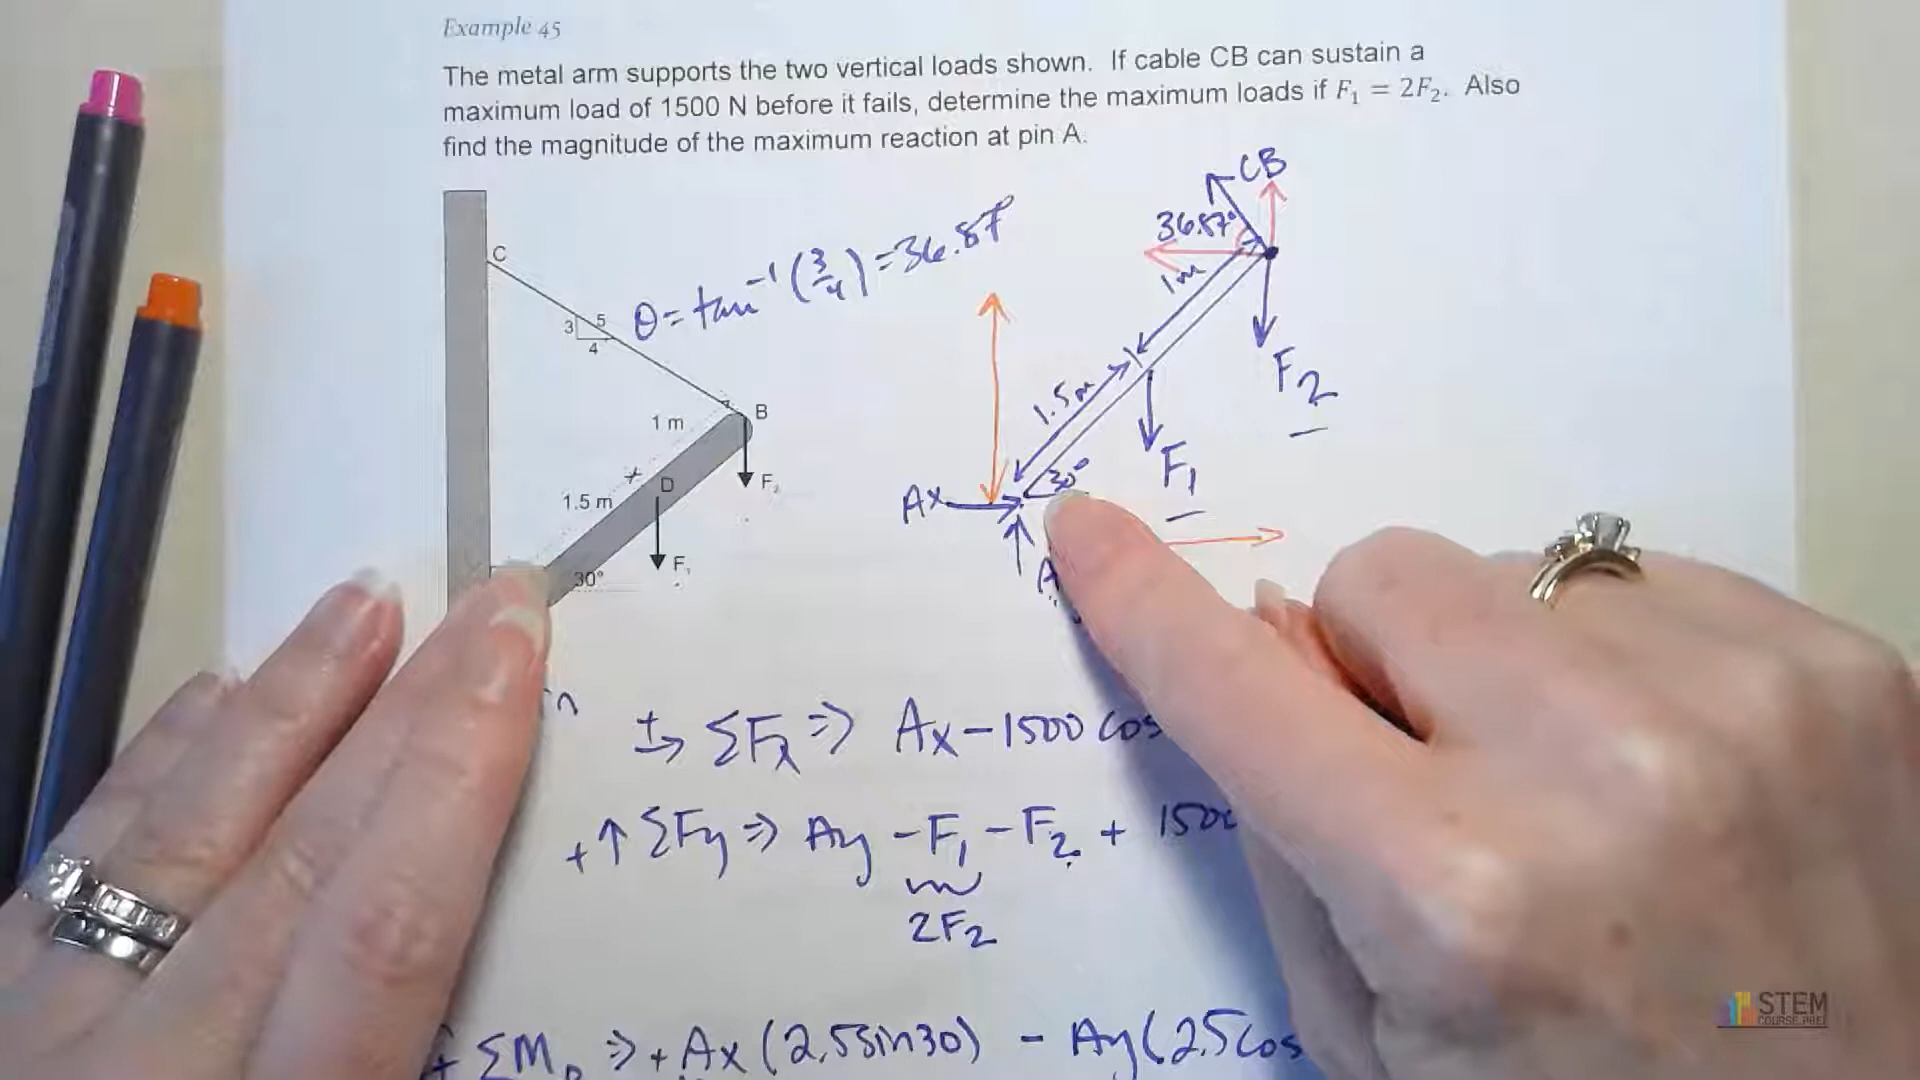 Example 45
The metal arm supports the two vertical loads shown. If cable CB can sustain a
maximum load of 1500 N before it fails, determine the maximum loads if F₁ = 2F₂. Also
find the magnitude of the maximum reaction at pin A.
CB
C
θ = tan⁻¹ (3/4) = 36.87
36.87°
3
5
4
1m
1 m
B
F₂
1.5m
D
1.5 m
F₂
F₁
Ax
30°
F₁
30°
A
+→ ΣFx ⇒ Ax - 1500 cos
+↑ ΣFy ⇒ Ay - F₁ - F₂ + 150
2F₂
ΣM ⇒ + Ax (2.5sin30) - Ay(2.5cos
STEM
COURSE PREP